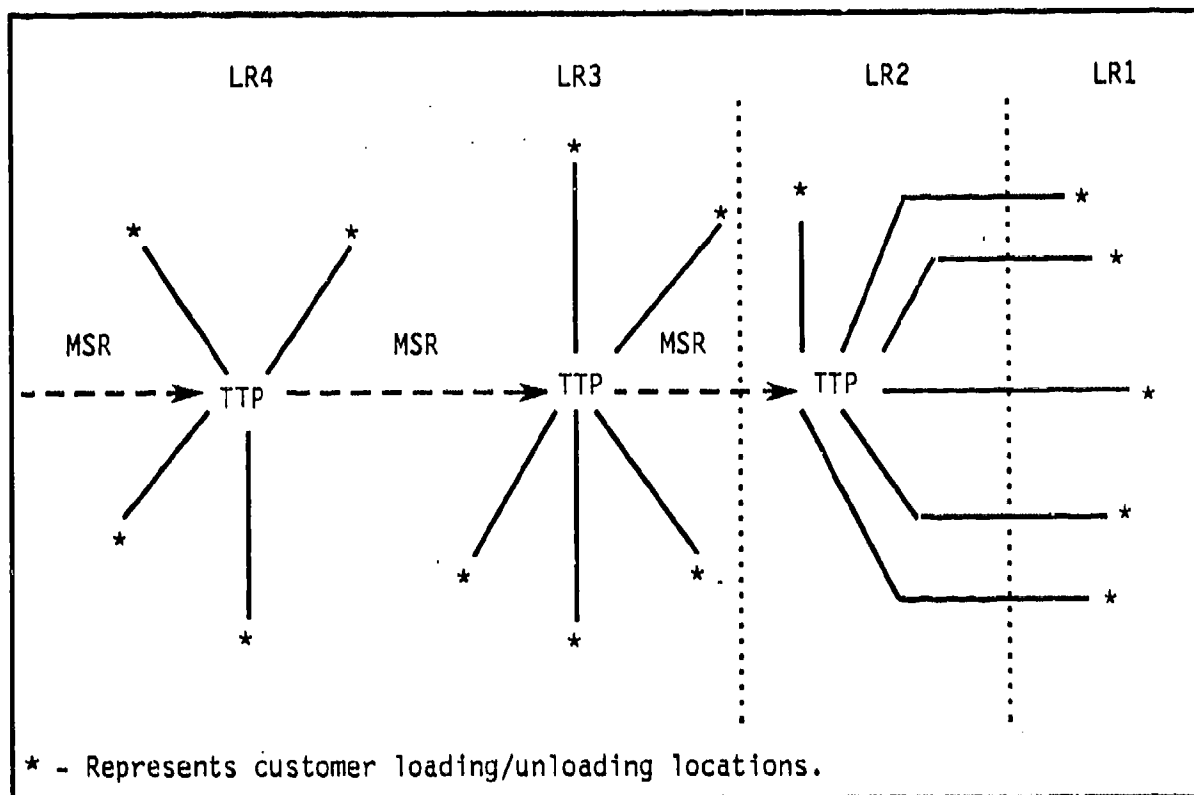 LR4 LR3 LR2 LR1
*
* *
* * *
*
MSR MSR MSR
TTP TTP TTP
*
*
*
* *
*
* *
* - Represents customer loading/unloading locations.